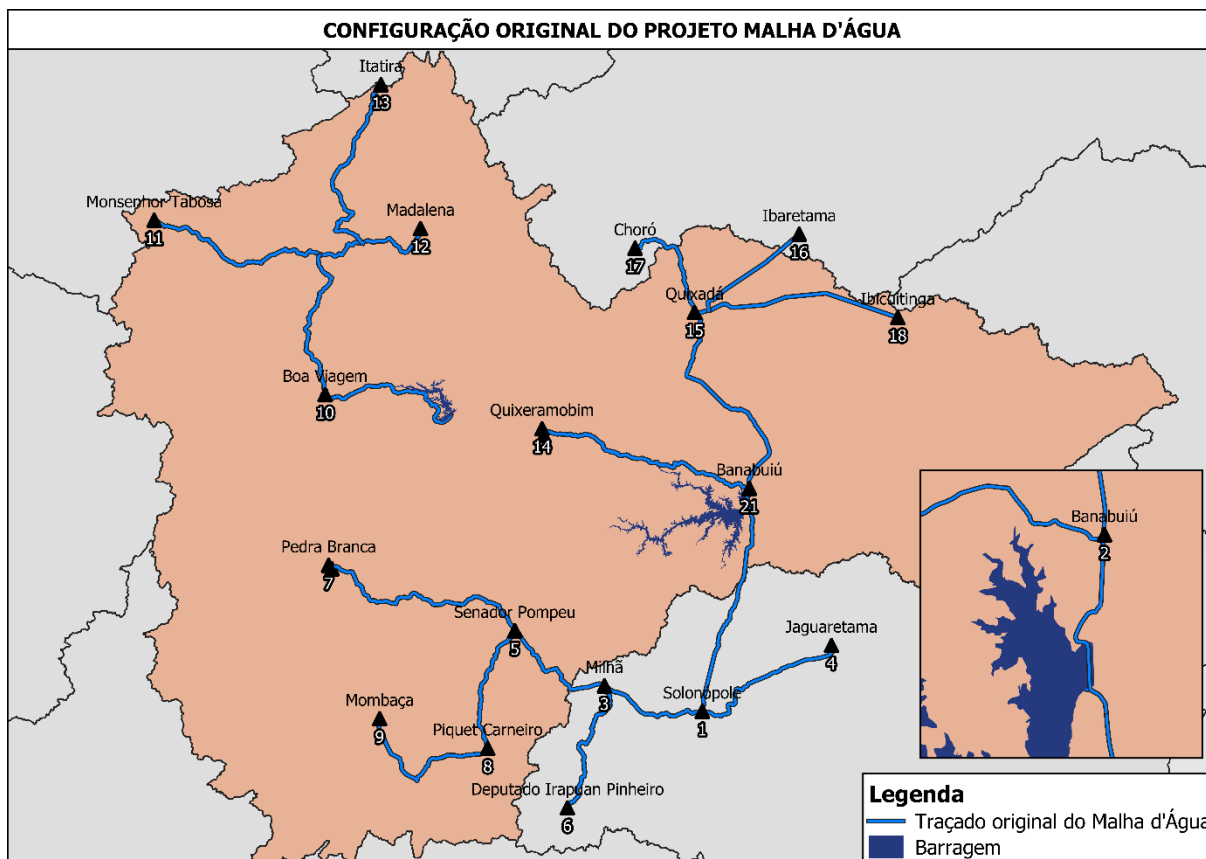 CONFIGURAÇÃO ORIGINAL DO PROJETO MALHA D'ÁGUA
Itatira
13
Monsenhor Tabosa
11
Madalena
12
Choró
17
Ibaretama
16
Quixadá
15
Ibicuitinga
18
Boa Viagem
10
Quixeramobim
14
Banabuiú
21
Banabuiú
2
Pedra Branca
7
Senador Pompeu
5
Jaguaretama
4
Milhã
3
Solonópole
1
Mombaça
9
Piquet Carneiro
8
Deputado Irapuan Pinheiro
6
Legenda
Traçado original do Malha d'Água
Barragem